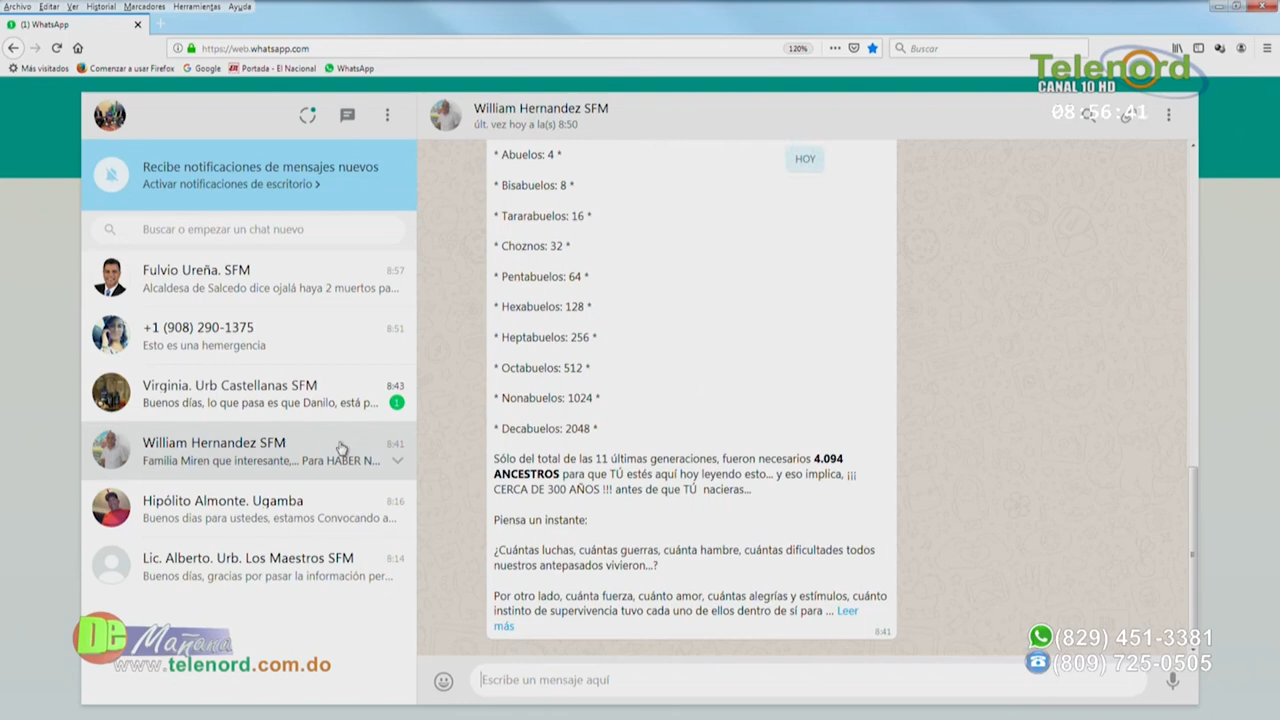 Archivo Editar Ver Historial Marcadores Herramientas Ayuda
(1) WhatsApp
https://web.whatsapp.com
120%
Buscar
Más visitados Comenzar a usar Firefox Google Portada - El Nacional WhatsApp
Telenord
CANAL 10 HD
08:56:41
William Hernandez SFM
últ. vez hoy a la(s) 8:50
Recibe notificaciones de mensajes nuevos
Activar notificaciones de escritorio >
Buscar o empezar un chat nuevo
Fulvio Ureña. SFM 8:57
Alcaldesa de Salcedo dice ojalá haya 2 muertos pa...
+1 (908) 290-1375 8:51
Esto es una hemergencia
Virginia. Urb Castellanas SFM 8:43
Buenos días, lo que pasa es que Danilo, está p... 1
William Hernandez SFM 8:41
Familia Miren que interesante,... Para HABER N...
Hipólito Almonte. Ugamba 8:16
Buenos días para ustedes, estamos Convocando a...
Lic. Alberto. Urb. Los Maestros SFM 8:14
Buenos días, gracias por pasar la información per...
HOY
* Abuelos: 4 *
* Bisabuelos: 8 *
* Tararabuelos: 16 *
* Choznos: 32 *
* Pentabuelos: 64 *
* Hexabuelos: 128 *
* Heptabuelos: 256 *
* Octabuelos: 512 *
* Nonabuelos: 1024 *
* Decabuelos: 2048 *
Sólo del total de las 11 últimas generaciones, fueron necesarios 4.094
ANCESTROS para que TÚ estés aquí hoy leyendo esto... y eso implica, ¡¡¡
CERCA DE 300 AÑOS !!! antes de que TÚ nacieras...
Piensa un instante:
¿Cuántas luchas, cuántas guerras, cuánta hambre, cuántas dificultades todos
nuestros antepasados vivieron...?
Por otro lado, cuánta fuerza, cuánto amor, cuántas alegrías y estímulos, cuánto
instinto de supervivencia tuvo cada uno de ellos dentro de sí para ... Leer
más
8:41
Escribe un mensaje aquí
De Mañana
www.telenord.com.do
(829) 451-3381
(809) 725-0505